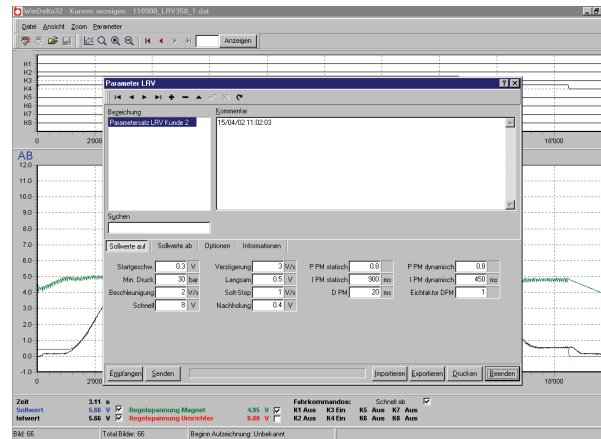 WinDelta32 - Kurven anzeigen : 110900_LRV350_1.dat
Datei Ansicht Zoom Parameter
Anzeigen
K1
K2
K3
K4
K5
K6
K7
K8
0 2'000 18'000
AB
12.0
11.0
10.0
9.0
8.0
7.0
6.0
5.0
4.0
3.0
2.0
1.0
0.0
-1.0
0 2'000 16'000
Parameter LRV
Bezeichung Kommentar
Parametersatz LRV Kunde 2 15/04/02 11:02:03
Suchen
Sollwerte auf Sollwerte ab Optionen Informationen
Startgeschw. 0.3 V Verzögerung 3 V/s P PM statisch 0.8 P PM dynamisch 0.8
Min. Druck 30 bar Langsam 0.5 V I PM statisch 900 ms I PM dynamisch 450 ms
Beschleunigung 2 V/s Soft-Stop 1 V/s D PM 20 ms Eichfaktor DFM 1
Schnell 8 V Nachholung 0.4 V
Empfangen Senden Importieren Exportieren Drucken Beenden
Zeit 3.11 s Fahrkommandos: Schnell ab
Sollwert 5.66 V Regelspannung Magnet 4.95 V K1 Aus K3 Ein K5 Aus K7 Aus
Istwert 5.66 V Regelspannung Umrichter 0.00 V K2 Aus K4 Ein K6 Aus K8 Aus
Bild: 66 Total Bilder: 66 Beginn Aufzeichnung: Unbekannt